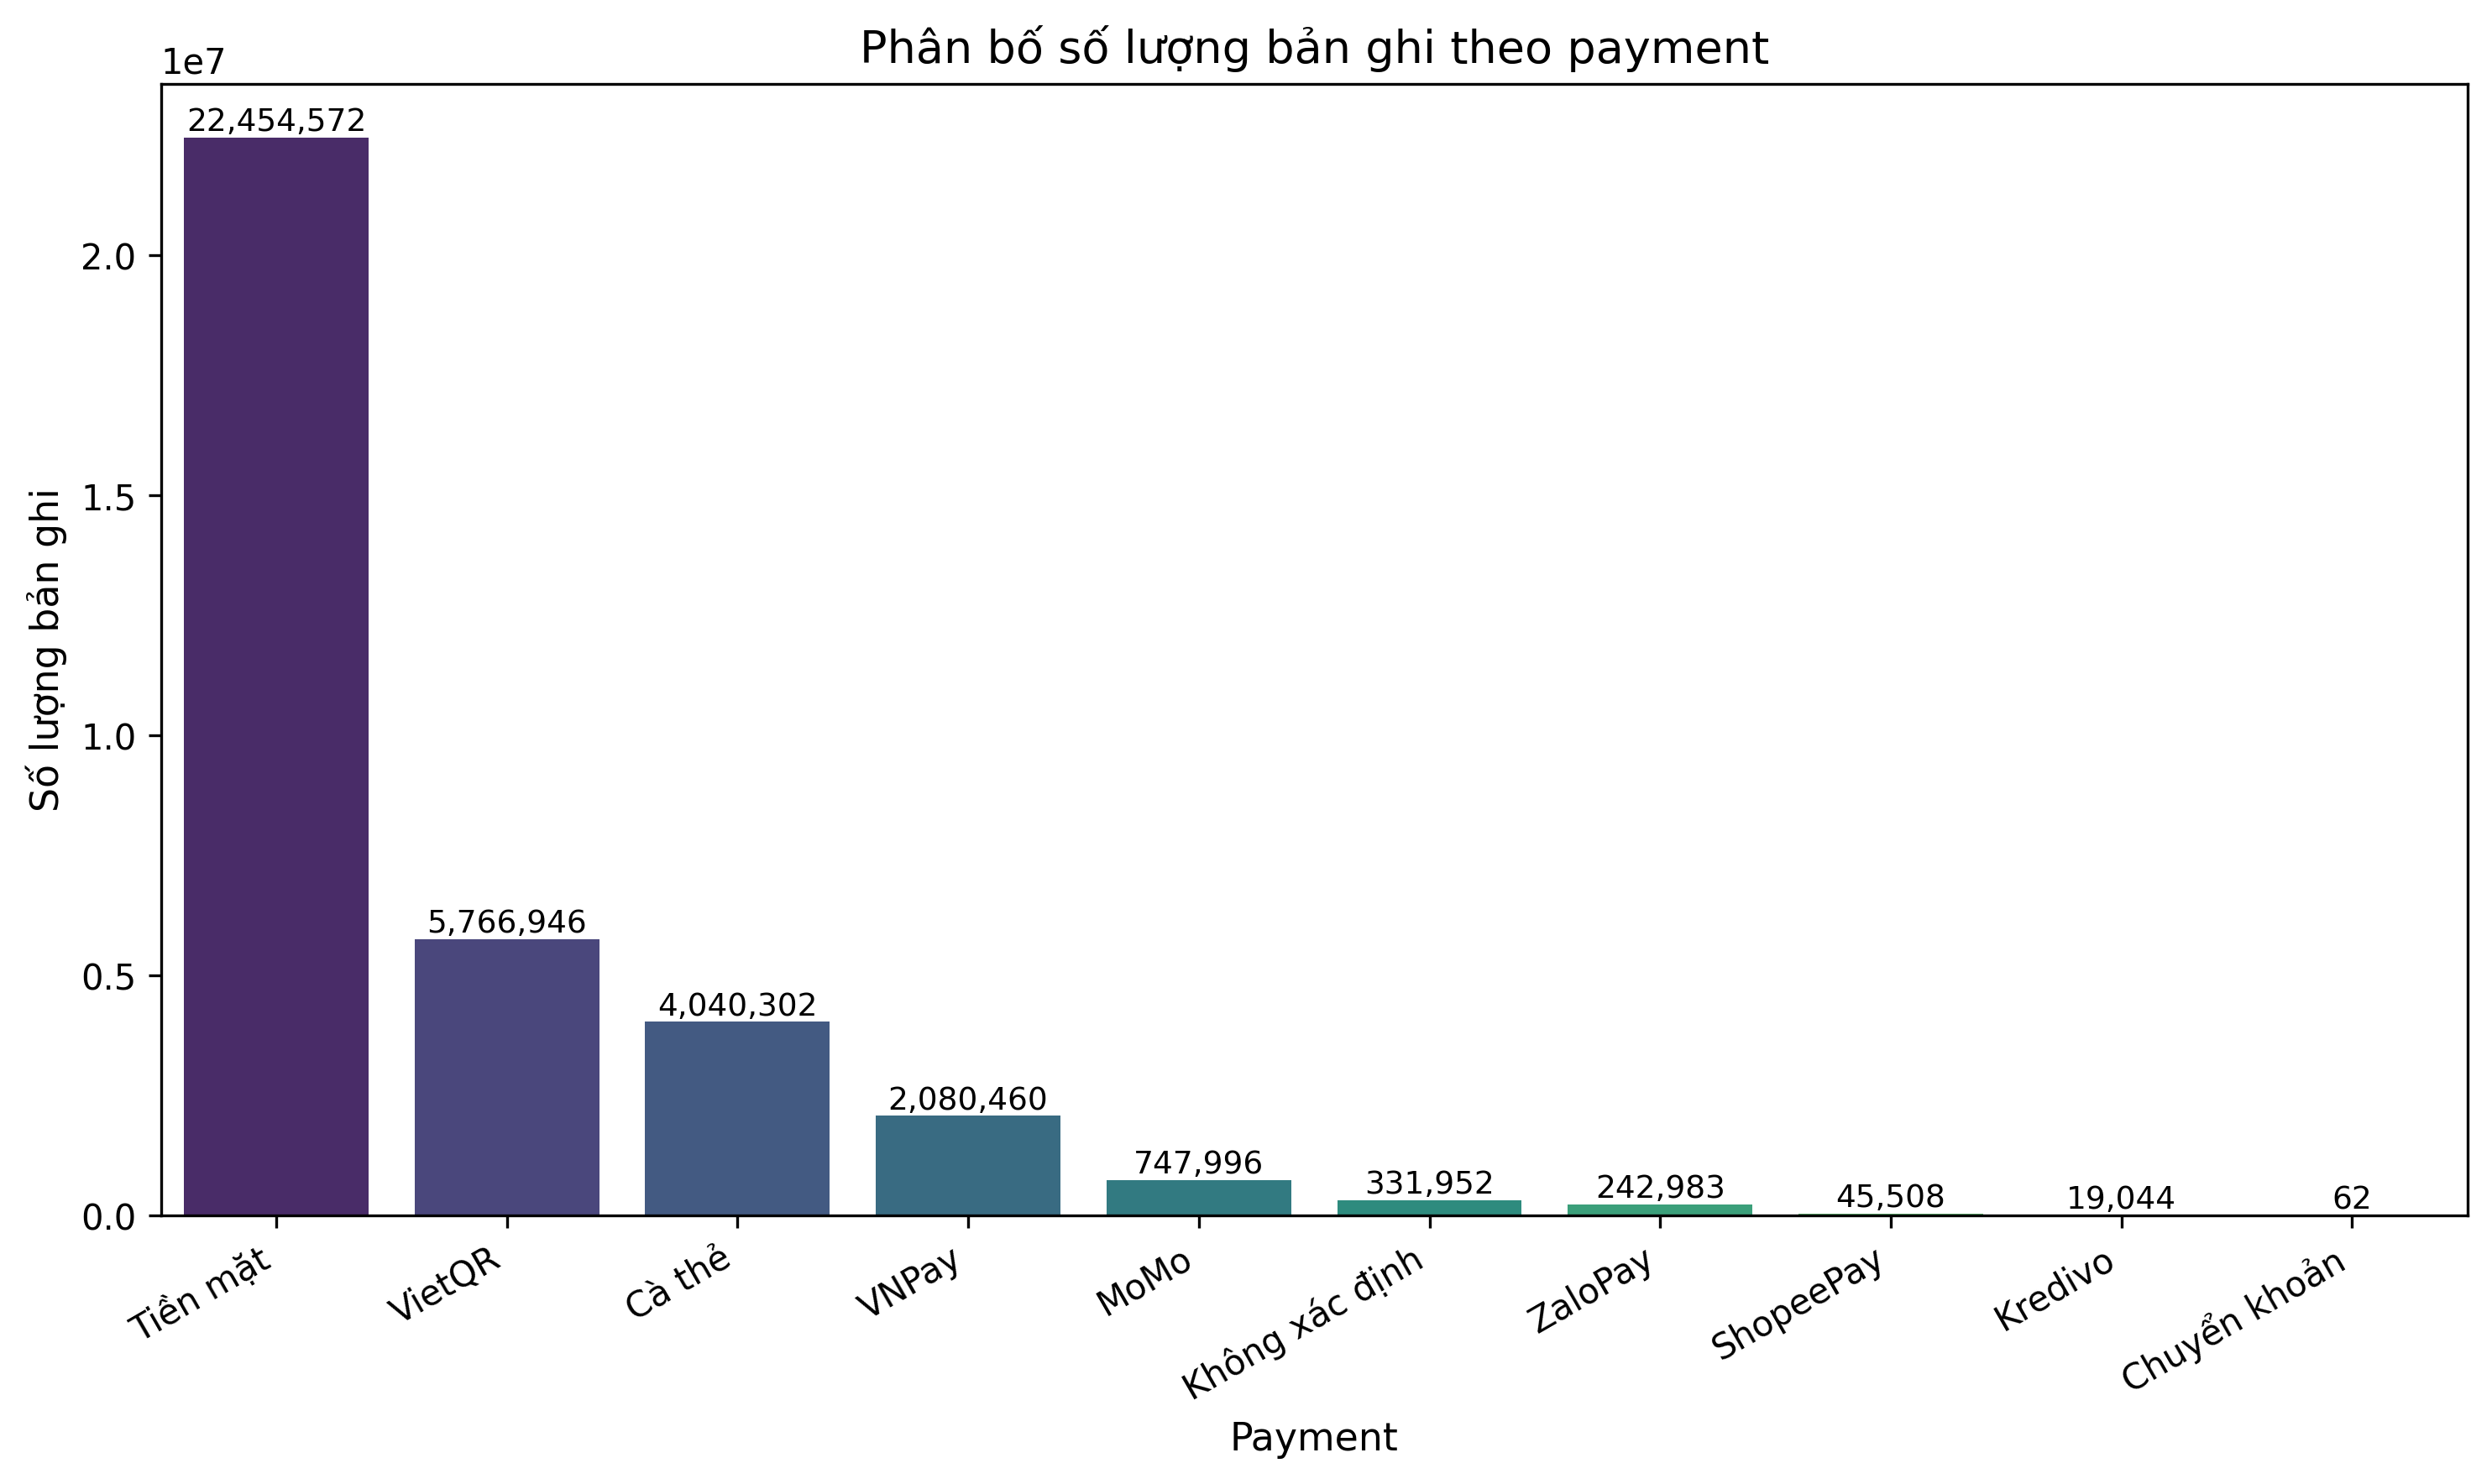 Phân bố số lượng bản ghi theo payment
1e7
22,454,572
5,766,946
4,040,302
2,080,460
747,996
331,952
242,983
45,508
19,044
62
2.0
1.5
1.0
0.5
0.0
Số lượng bản ghi
Tiền mặt
VietQR
Cà thẻ
VNPay
MoMo
Không xác định
ZaloPay
ShopeePay
Kredivo
Chuyển khoản
Payment